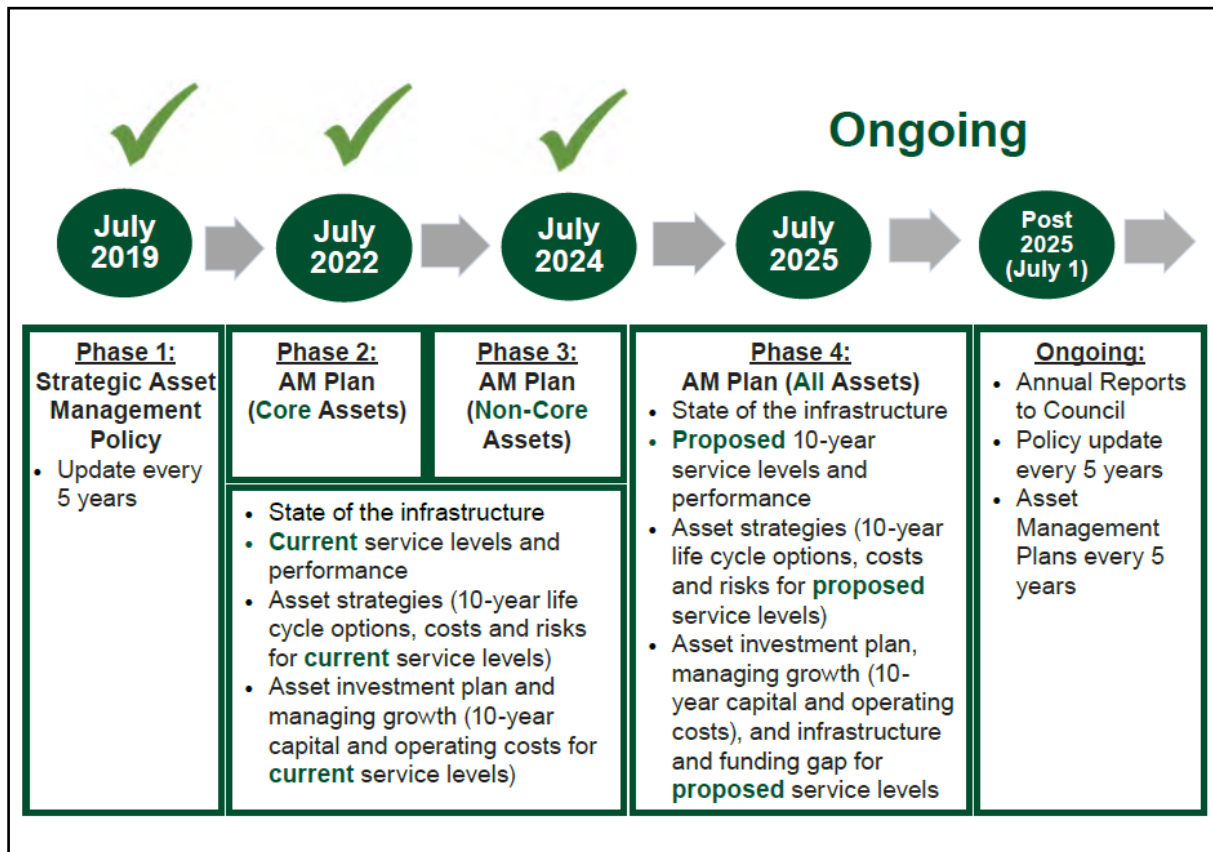 Ongoing
July
2019
July
2022
July
2024
July
2025
Post
2025
(July 1)
Phase 1:
Strategic Asset
Management
Policy
• Update every
5 years
Phase 2:
AM Plan
(Core Assets)
Phase 3:
AM Plan
(Non-Core
Assets)
• State of the infrastructure
• Current service levels and
performance
• Asset strategies (10-year life
cycle options, costs and risks
for current service levels)
• Asset investment plan and
managing growth (10-year
capital and operating costs for
current service levels)
Phase 4:
AM Plan (All Assets)
• State of the infrastructure
• Proposed 10-year
service levels and
performance
• Asset strategies (10-year
life cycle options, costs
and risks for proposed
service levels)
• Asset investment plan,
managing growth (10-
year capital and operating
costs), and infrastructure
and funding gap for
proposed service levels
Ongoing:
• Annual Reports
to Council
• Policy update
every 5 years
• Asset
Management
Plans every 5
years